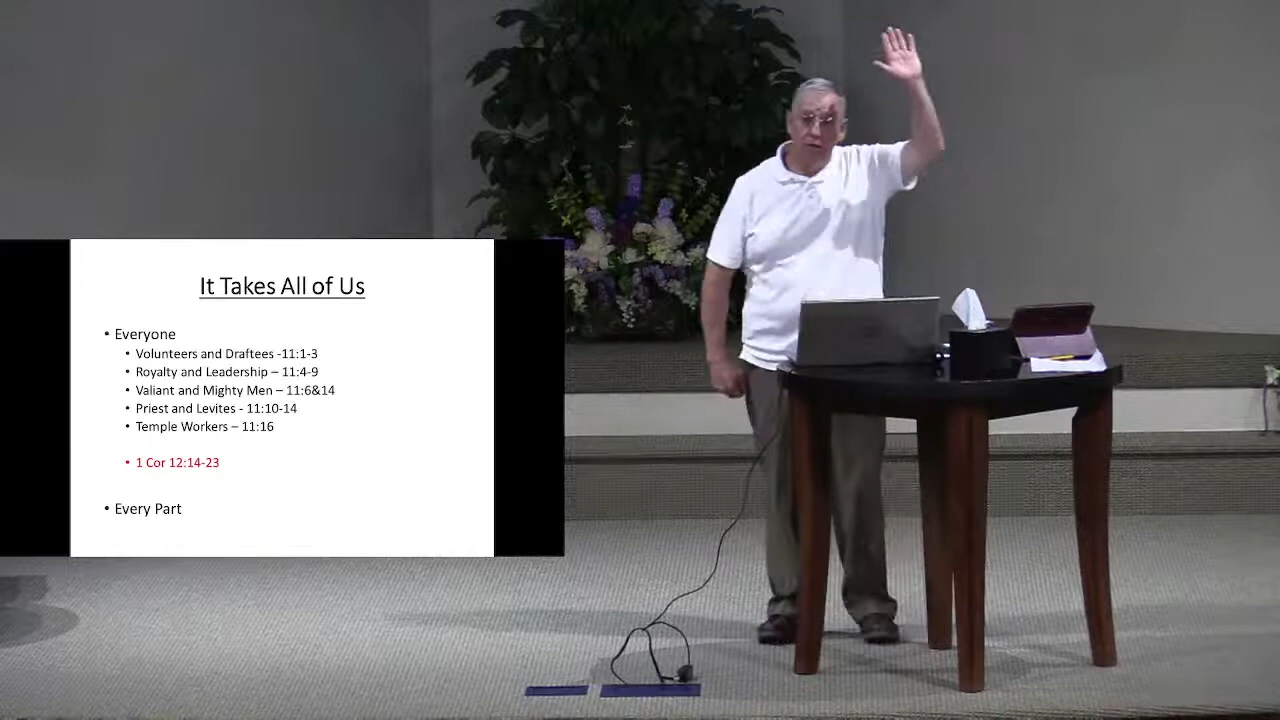 It Takes All of Us
• Everyone
• Volunteers and Draftees -11:1-3
• Royalty and Leadership – 11:4-9
• Valiant and Mighty Men – 11:6&14
• Priest and Levites - 11:10-14
• Temple Workers – 11:16
• 1 Cor 12:14-23
• Every Part